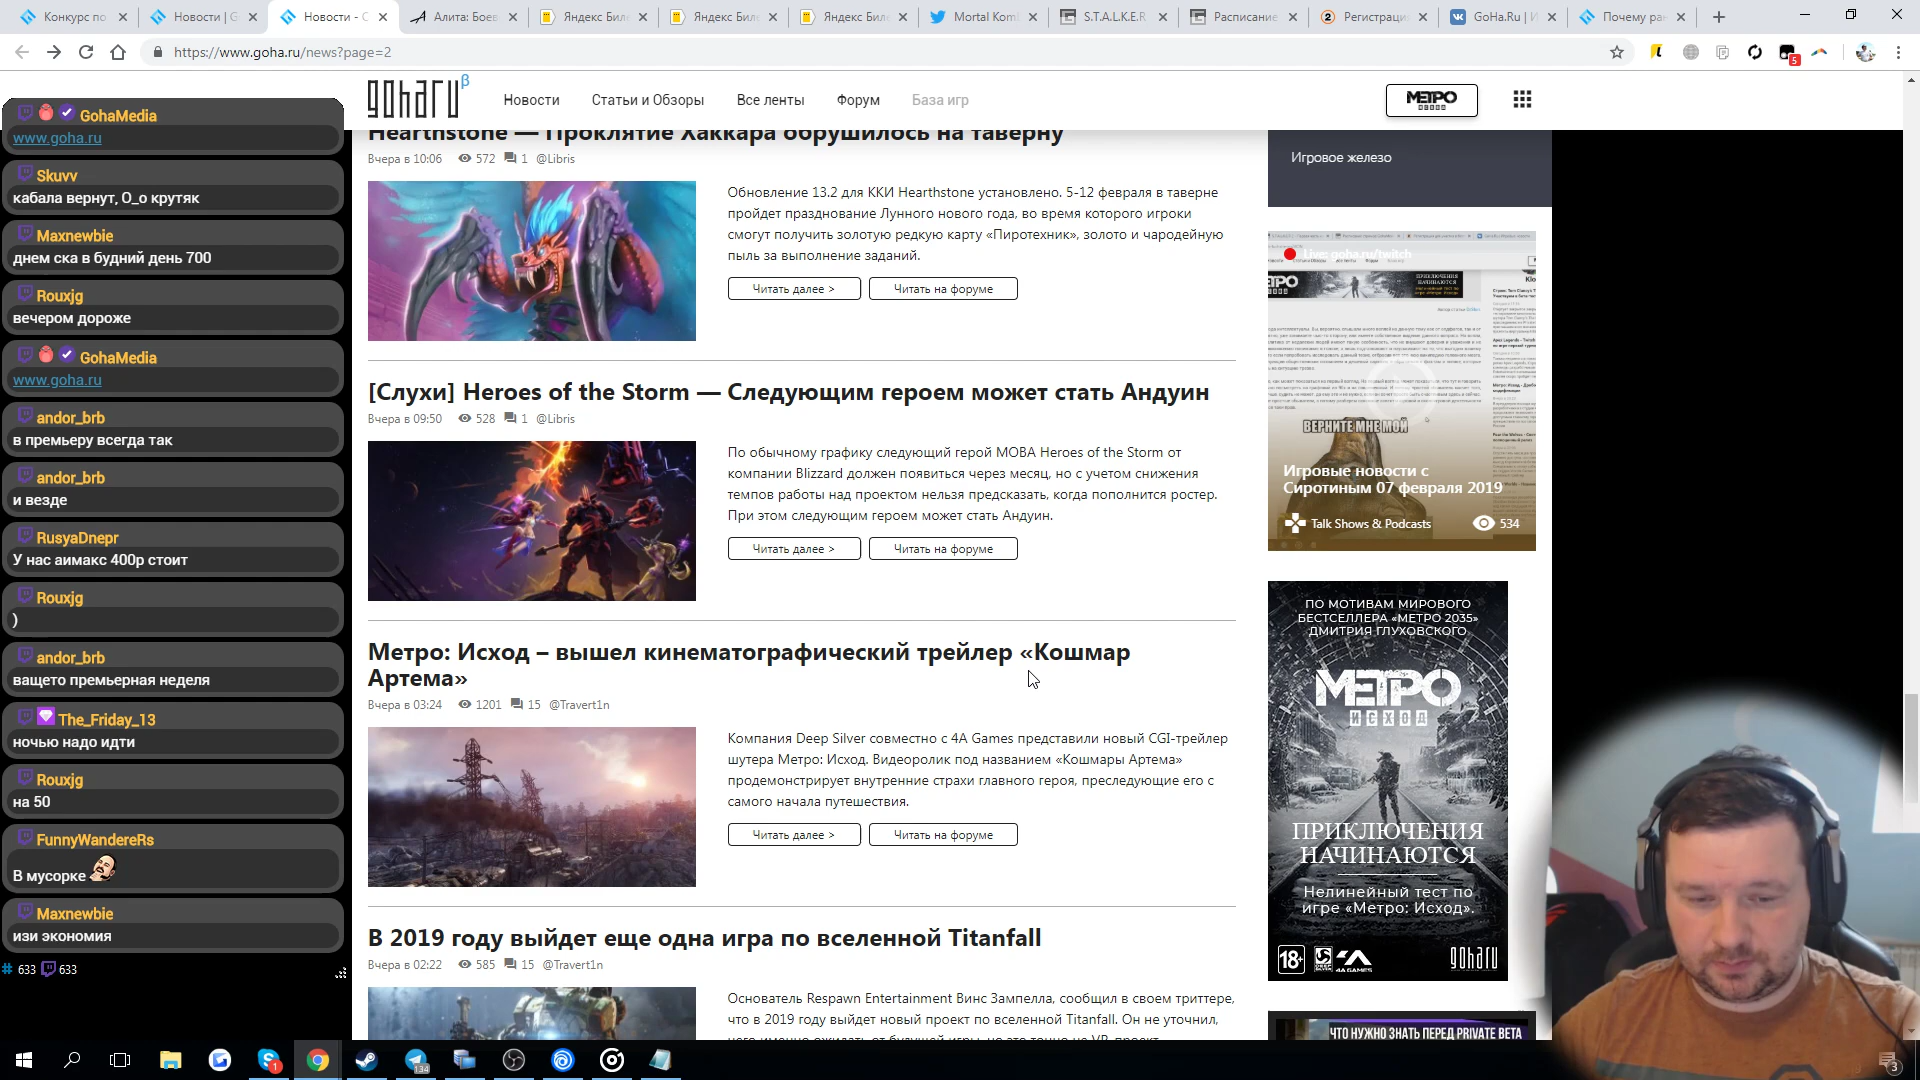 Конкурс по
Новости | G
Новости - С
Алита: Боев
Яндекс Бил
Яндекс Бил
Яндекс Бил
Mortal Kom
S.T.A.L.K.E.R
Расписание
Регистраци
GoHa.Ru | И
Почему ра
https://www.goha.ru/news?page=2
5
goharu β
Новости
Статьи и Обзоры
Все ленты
Форум
База игр
МЕТРО
ИСХОД
GohaMedia
www.goha.ru
Skuvv
кабала вернут, О_о крутяк
Maxnewbie
днем ска в будний день 700
Rouxjg
вечером дороже
GohaMedia
www.goha.ru
andor_brb
в премьеру всегда так
andor_brb
и везде
RusyaDnepr
У нас аимакс 400р стоит
Rouxjg
)
andor_brb
ващето премьерная неделя
The_Friday_13
ночью надо идти
Rouxjg
на 50
FunnyWandereRs
В мусорке
Maxnewbie
изи экономия
# 633 633
Hearthstone — Проклятие Хаккара обрушилось на таверну
Вчера в 10:06 572 1 @Libris
Обновление 13.2 для ККИ Hearthstone установлено. 5-12 февраля в таверне
пройдет празднование Лунного нового года, во время которого игроки
смогут получить золотую редкую карту «Пиротехник», золото и чародейную
пыль за выполнение заданий.
Читать далее >
Читать на форуме
[Слухи] Heroes of the Storm — Следующим героем может стать Андуин
Вчера в 09:50 528 1 @Libris
По обычному графику следующий герой MOBA Heroes of the Storm от
компании Blizzard должен появиться через месяц, но с учетом снижения
темпов работы над проектом нельзя предсказать, когда пополнится ростер.
При этом следующим героем может стать Андуин.
Читать далее >
Читать на форуме
Метро: Исход – вышел кинематографический трейлер «Кошмар
Артема»
Вчера в 03:24 1201 15 @Travert1n
Компания Deep Silver совместно с 4A Games представили новый CGI-трейлер
шутера Метро: Исход. Видеоролик под названием «Кошмары Артема»
продемонстрирует внутренние страхи главного героя, преследующие его с
самого начала путешествия.
Читать далее >
Читать на форуме
В 2019 году выйдет еще одна игра по вселенной Titanfall
Вчера в 02:22 585 15 @Travert1n
Основатель Respawn Entertainment Винс Зампелла, сообщил в своем триттере,
что в 2019 году выйдет новый проект по вселенной Titanfall. Он не уточнил,
Игровое железо
Live: goha.ru/twitch
ВЕРНИТЕ МНЕ МОЙ
Игровые новости с
Сиротиным 07 февраля 2019
Talk Shows & Podcasts 534
ПО МОТИВАМ МИРОВОГО
БЕСТСЕЛЛЕРА «МЕТРО 2035»
ДМИТРИЯ ГЛУХОВСКОГО
МЕТРО
ИСХОД
ПРИКЛЮЧЕНИЯ
НАЧИНАЮТСЯ
Нелинейный тест по
игре «Метро: Исход».
18+
4A GAMES
goharu
ЧТО НУЖНО ЗНАТЬ ПЕРЕД PRIVATE BETA
1
134
3